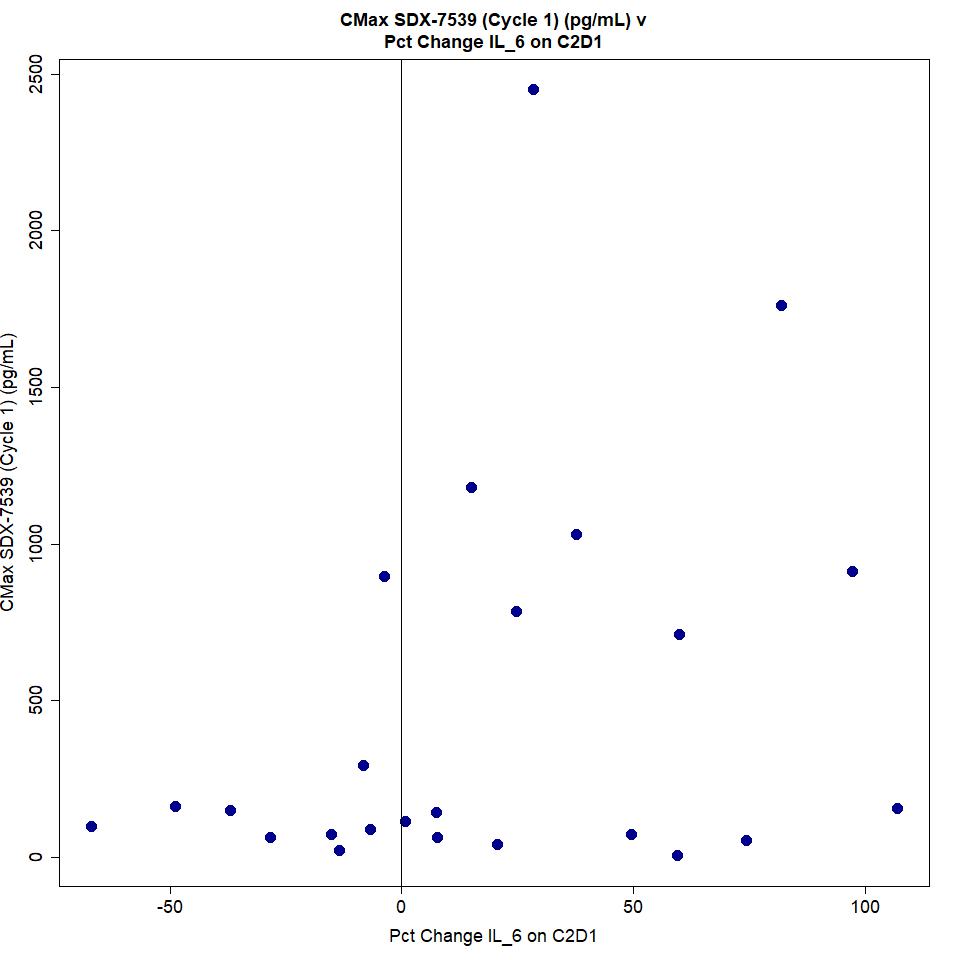 CMax SDX-7539 (Cycle 1) (pg/mL) v
Pct Change IL_6 on C2D1
CMax SDX-7539 (Cycle 1) (pg/mL)
2500
2000
1500
1000
500
0
-50 0 50 100
Pct Change IL_6 on C2D1